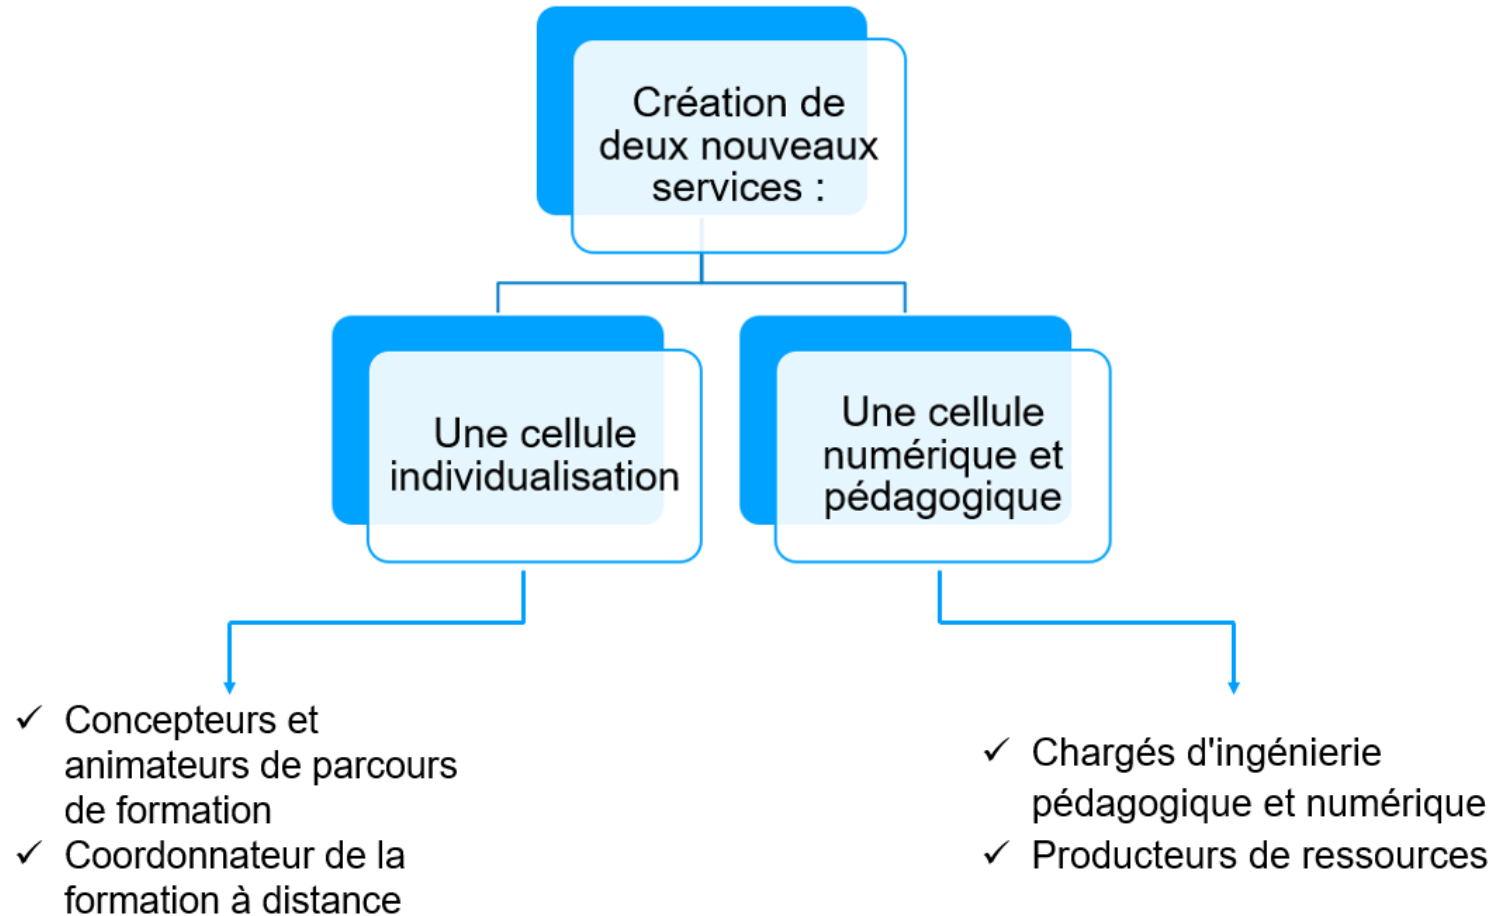 Création de
deux nouveaux
services :
Une cellule
individualisation
Une cellule
numérique et
pédagogique
✓ Concepteurs et
animateurs de parcours
de formation
✓ Coordonnateur de la
formation à distance
✓ Chargés d'ingénierie
pédagogique et numérique
✓ Producteurs de ressources